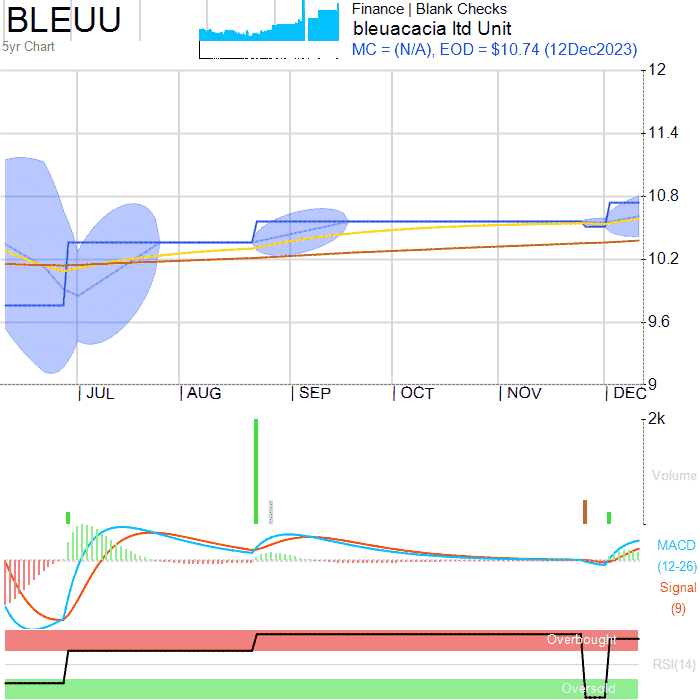 BLEUU
5yr Chart
Finance | Blank Checks
bleuacacia ltd Unit
MC = (N/A), EOD = $10.74 (12Dec2023)
12
11.4
10.8
10.2
9.6
9
| JUL | AUG | SEP | OCT | NOV | DEC
2k
Volume
MACD
(12-26)
Signal
(9)
Overbought
RSI(14)
Oversold